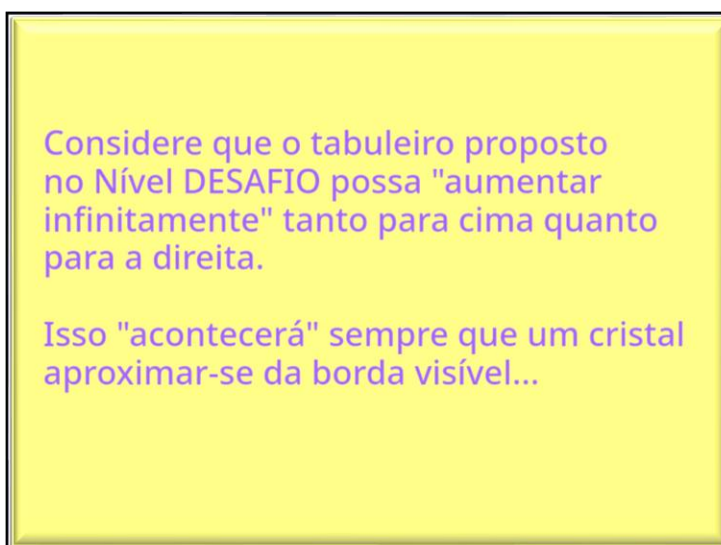 Considere que o tabuleiro proposto
no Nível DESAFIO possa "aumentar
infinitamente" tanto para cima quanto
para a direita.
Isso "acontecerá" sempre que um cristal
aproximar-se da borda visível...